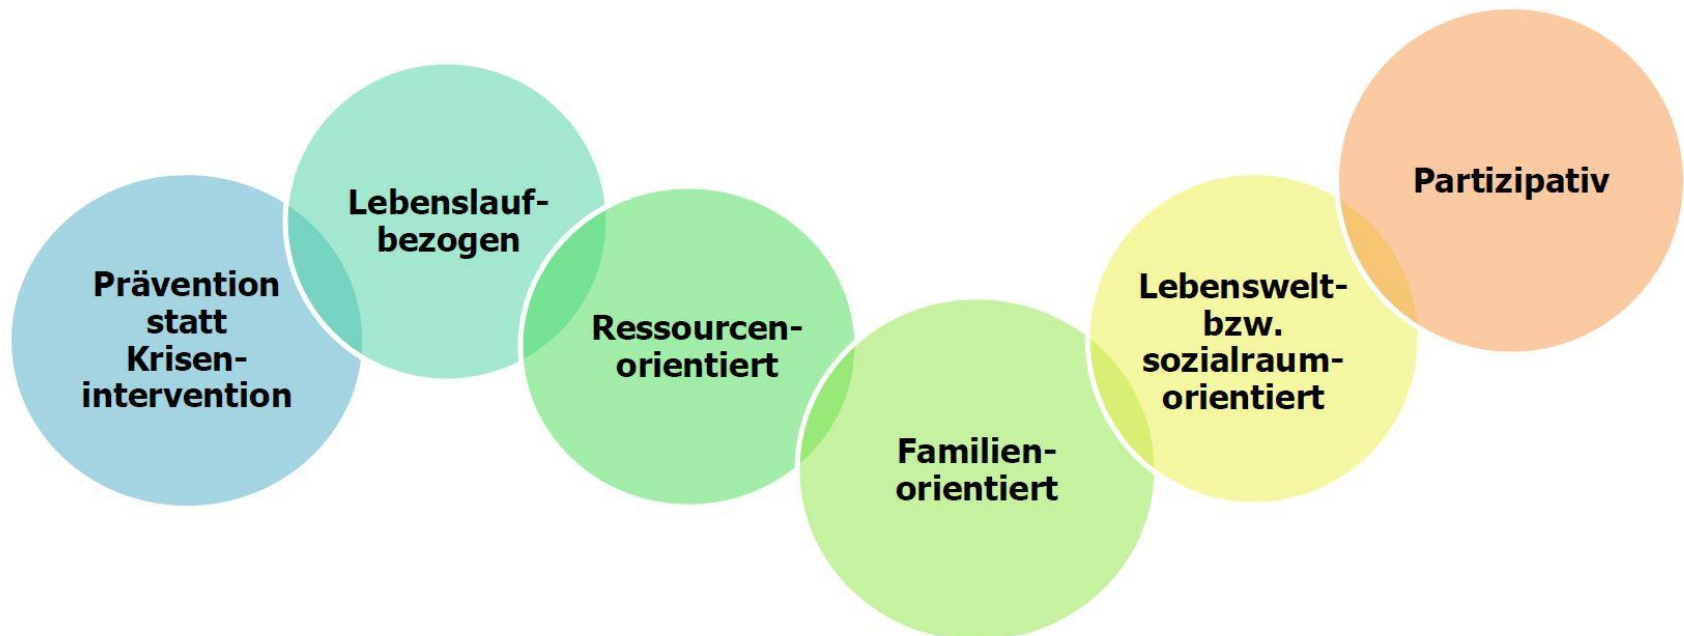 Prävention
statt
Krisen-
intervention
Lebenslauf-
bezogen
Ressourcen-
orientiert
Familien-
orientiert
Lebenswelt-
bzw.
sozialraum-
orientiert
Partizipativ